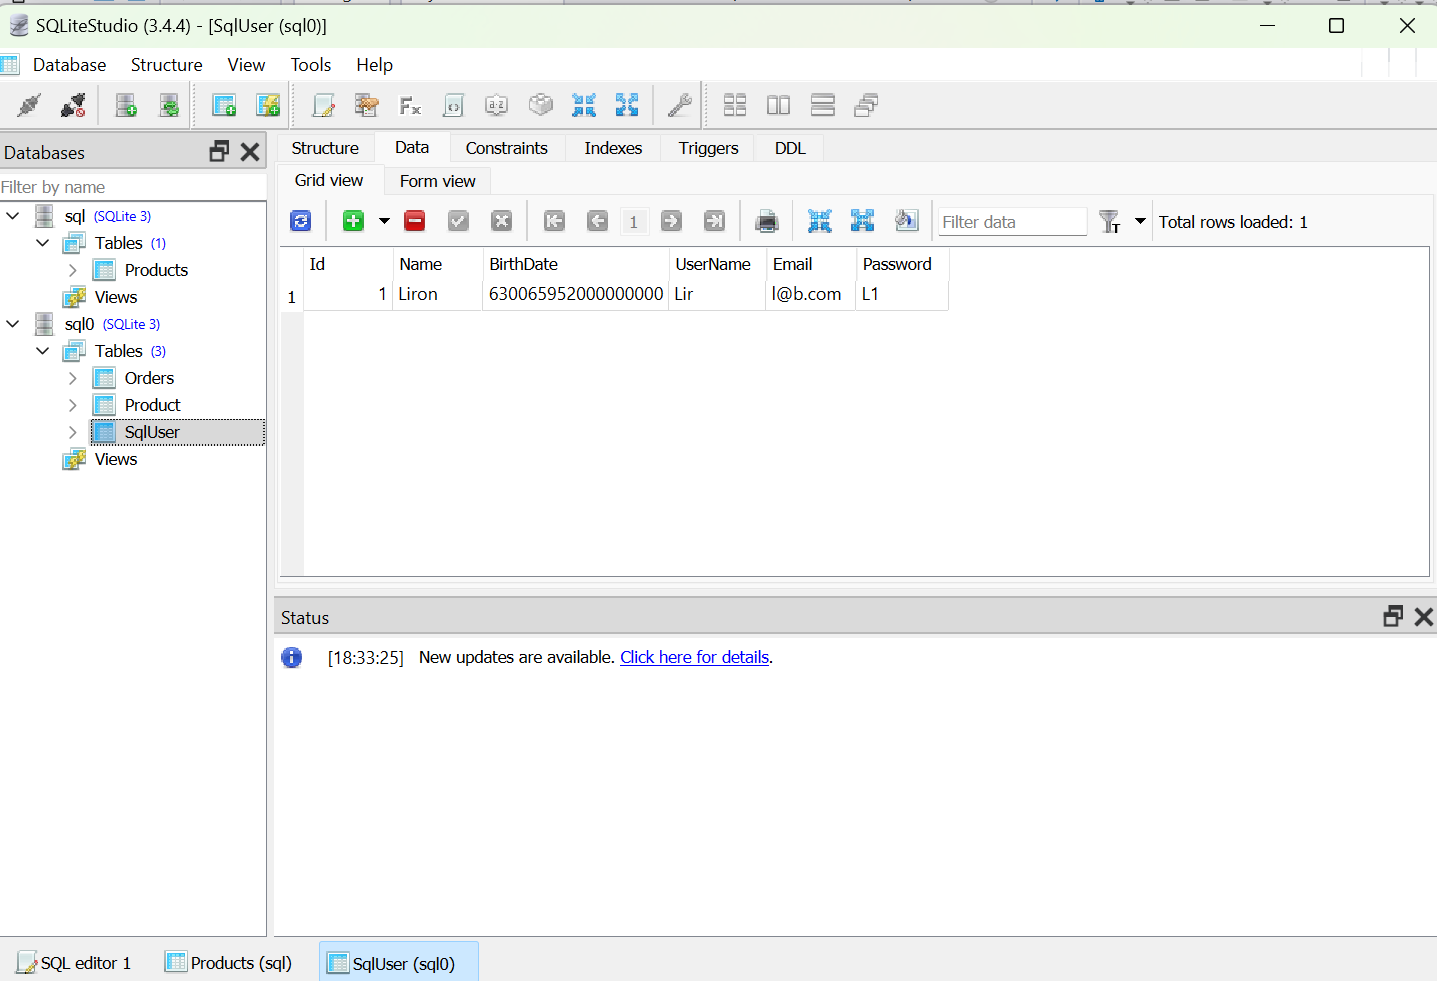 SQLiteStudio (3.4.4) - [SqlUser (sql0)]
Database Structure View Tools Help
Databases
Filter by name
sql (SQLite 3)
Tables (1)
Products
Views
sql0 (SQLite 3)
Tables (3)
Orders
Product
SqlUser
Views
Structure Data Constraints Indexes Triggers DDL
Grid view Form view
1 Filter data T Total rows loaded: 1
Id Name BirthDate UserName Email Password
1 1 Liron 630065952000000000 Lir l@b.com L1
Status
[18:33:25] New updates are available. Click here for details.
SQL editor 1 Products (sql) SqlUser (sql0)